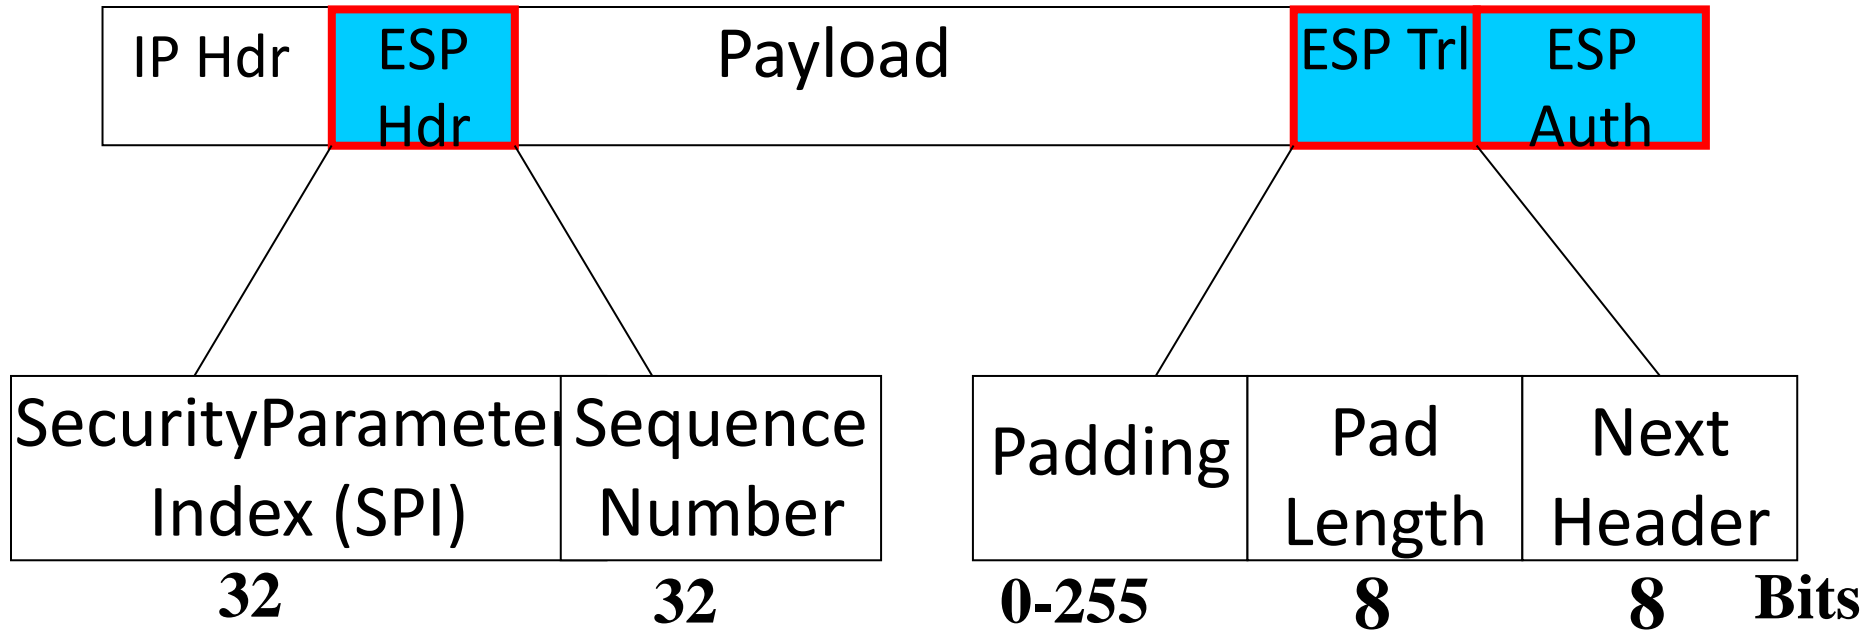 IP Hdr
ESP
Hdr
Payload
ESP Trl
ESP
Auth
SecurityParameter
Index (SPI)
Sequence
Number
Padding
Pad
Length
Next
Header
32
32
0-255
8
8
Bits